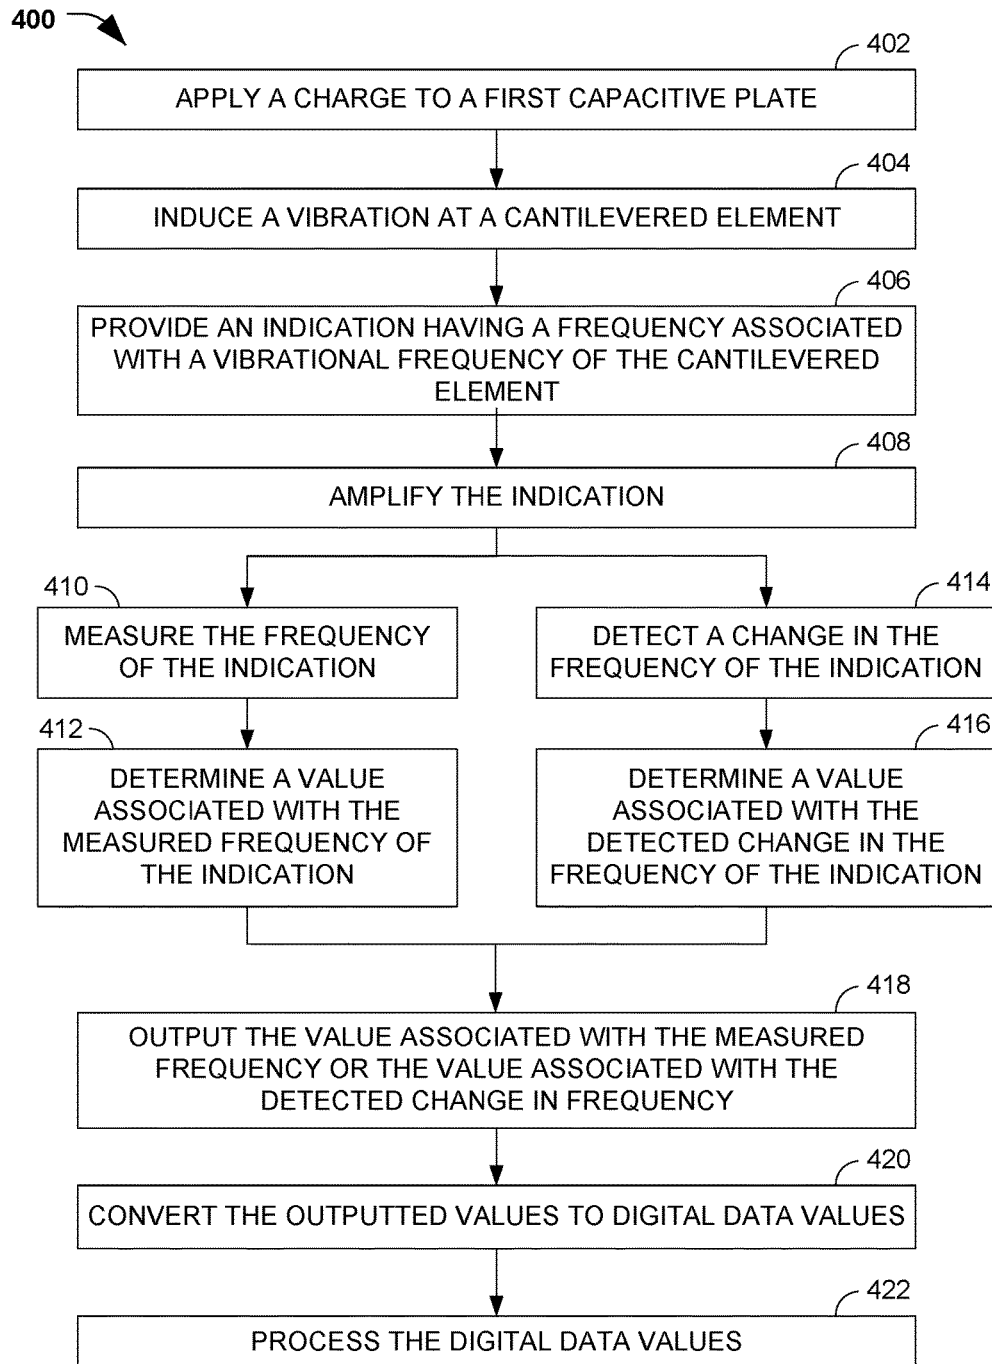 400
402
APPLY A CHARGE TO A FIRST CAPACITIVE PLATE
404
INDUCE A VIBRATION AT A CANTILEVERED ELEMENT
406
PROVIDE AN INDICATION HAVING A FREQUENCY ASSOCIATED
WITH A VIBRATIONAL FREQUENCY OF THE CANTILEVERED
ELEMENT
408
AMPLIFY THE INDICATION
410
MEASURE THE FREQUENCY
OF THE INDICATION
414
DETECT A CHANGE IN THE
FREQUENCY OF THE INDICATION
412
DETERMINE A VALUE
ASSOCIATED WITH THE
MEASURED FREQUENCY OF
THE INDICATION
416
DETERMINE A VALUE
ASSOCIATED WITH THE
DETECTED CHANGE IN THE
FREQUENCY OF THE INDICATION
418
OUTPUT THE VALUE ASSOCIATED WITH THE MEASURED
FREQUENCY OR THE VALUE ASSOCIATED WITH THE
DETECTED CHANGE IN FREQUENCY
420
CONVERT THE OUTPUTTED VALUES TO DIGITAL DATA VALUES
422
PROCESS THE DIGITAL DATA VALUES